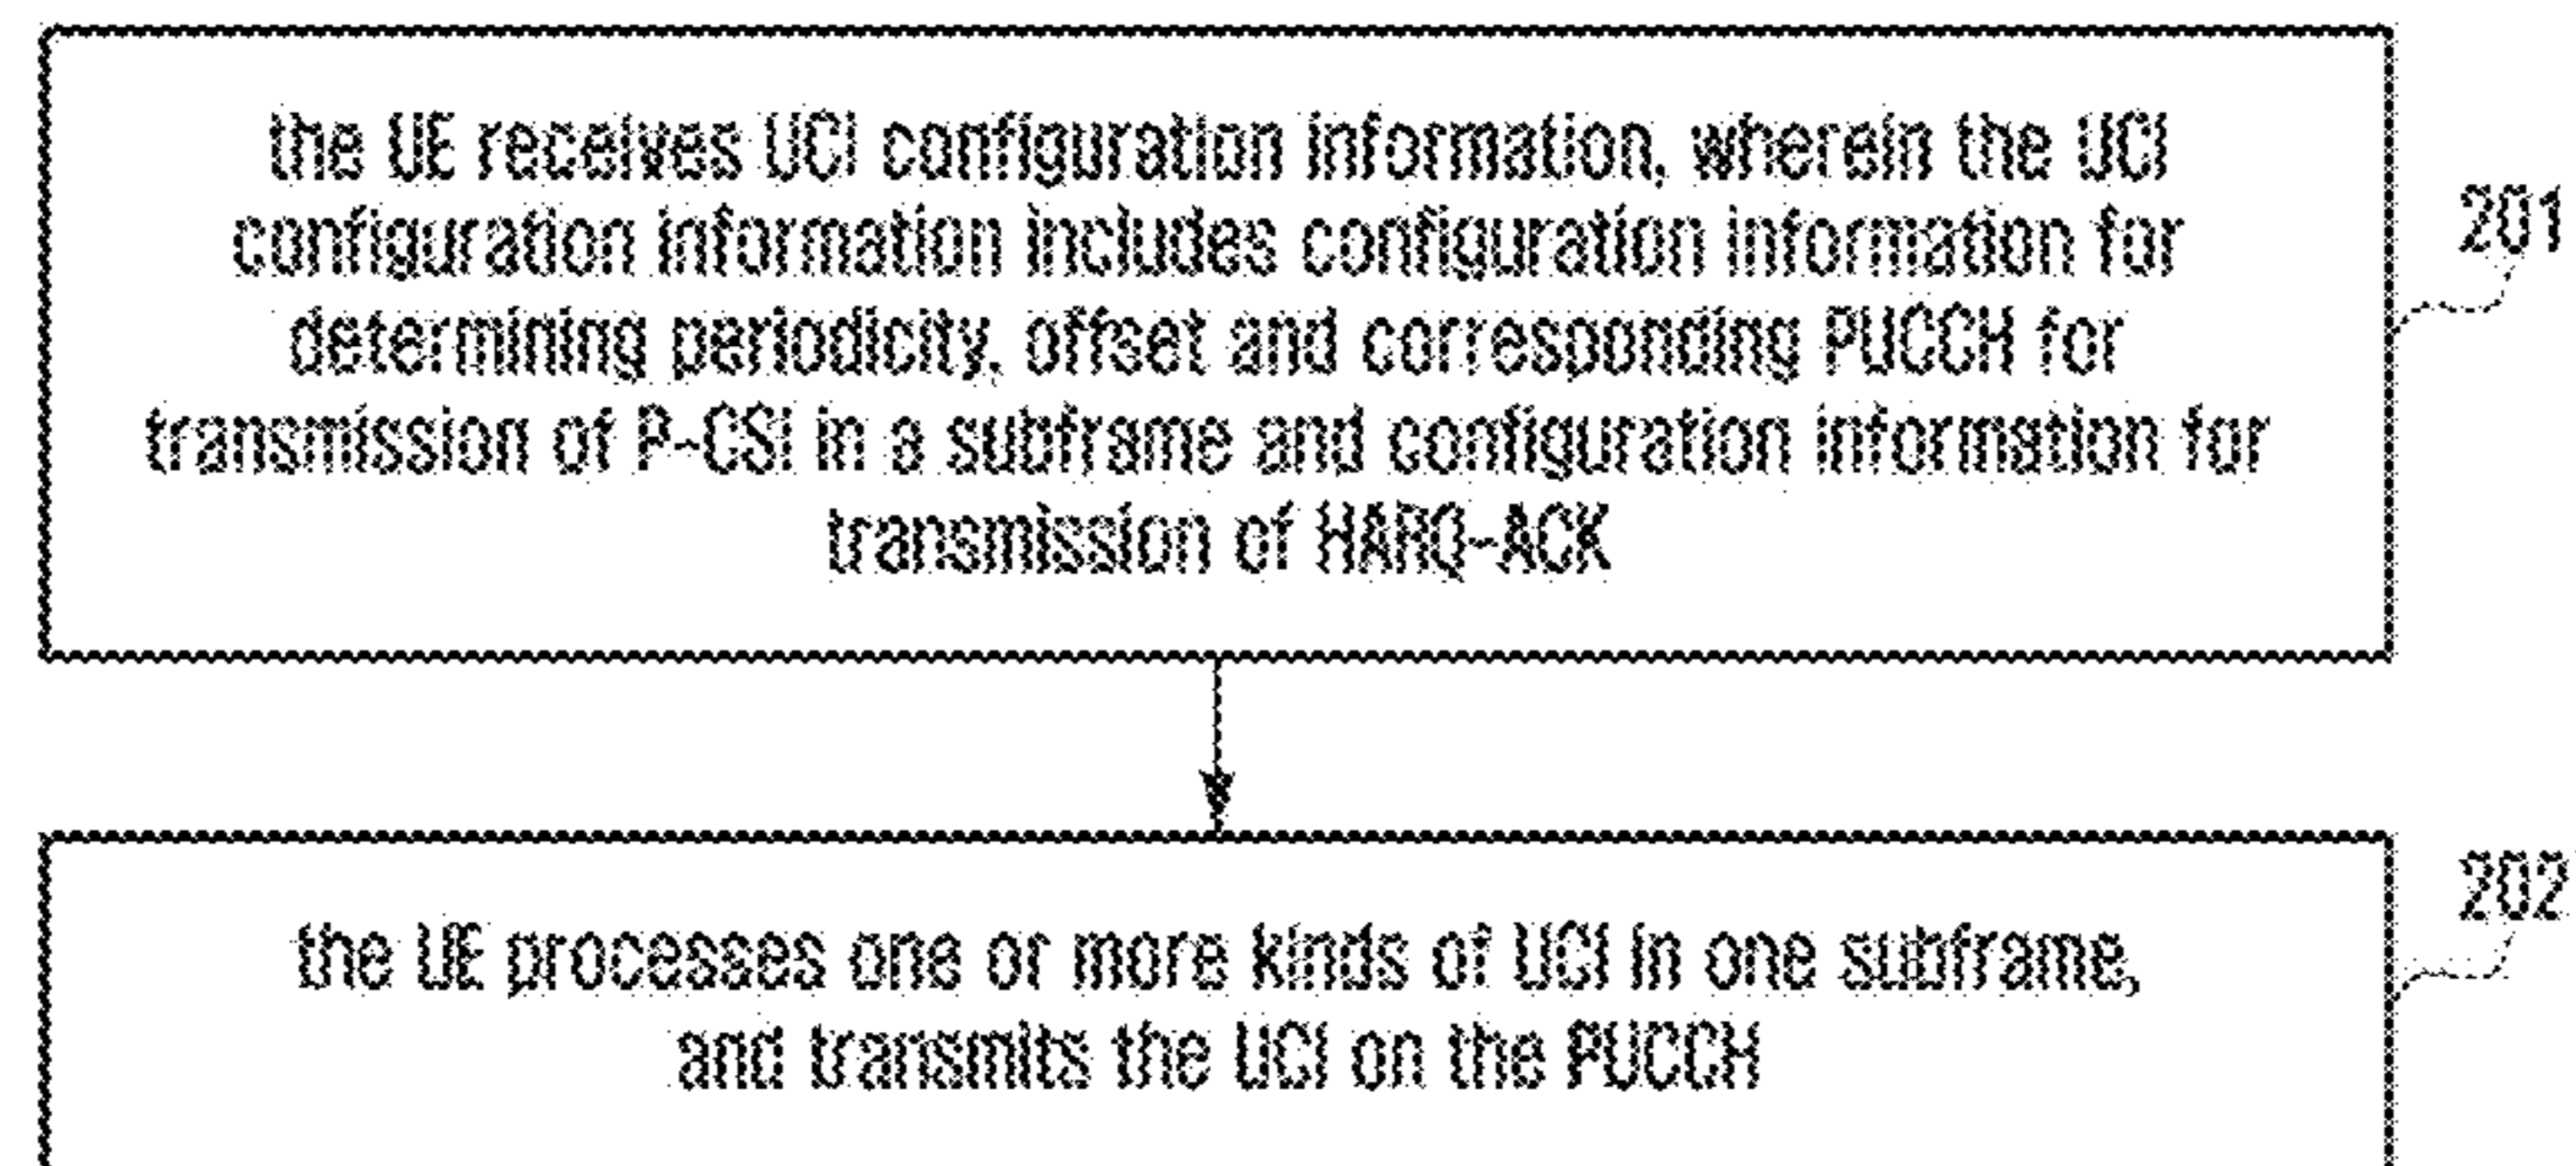 the UE receives UCI configuration information, wherein the UCI
configuration information includes configuration information for
determining periodicity, offset and corresponding PUCCH for
transmission of P-CSI in a subframe and configuration information for
transmission of HARQ-ACK
201
the UE processes one or more kinds of UCI in one subframe,
and transmits the UCI on the PUCCH
202